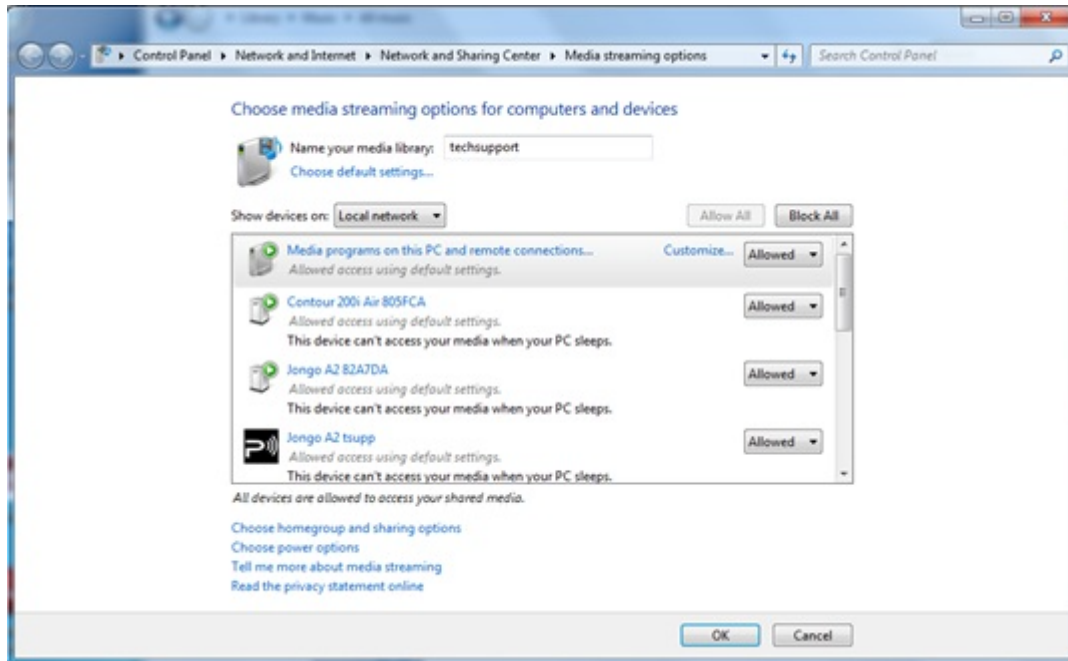 Control Panel ▸ Network and Internet ▸ Network and Sharing Center ▸ Media streaming options
Search Control Panel
Choose media streaming options for computers and devices
Name your media library: techsupport
Choose default settings...
Show devices on: Local network
Allow All
Block All
Media programs on this PC and remote connections... Customize... Allowed
Allowed access using default settings.
Contour 200i Air 805FCA Allowed
Allowed access using default settings.
This device can't access your media when your PC sleeps.
Jongo A2 82A7DA Allowed
Allowed access using default settings.
This device can't access your media when your PC sleeps.
Jongo A2 tsupp Allowed
Allowed access using default settings.
This device can't access your media when your PC sleeps.
All devices are allowed to access your shared media.
Choose homegroup and sharing options
Choose power options
Tell me more about media streaming
Read the privacy statement online
OK Cancel